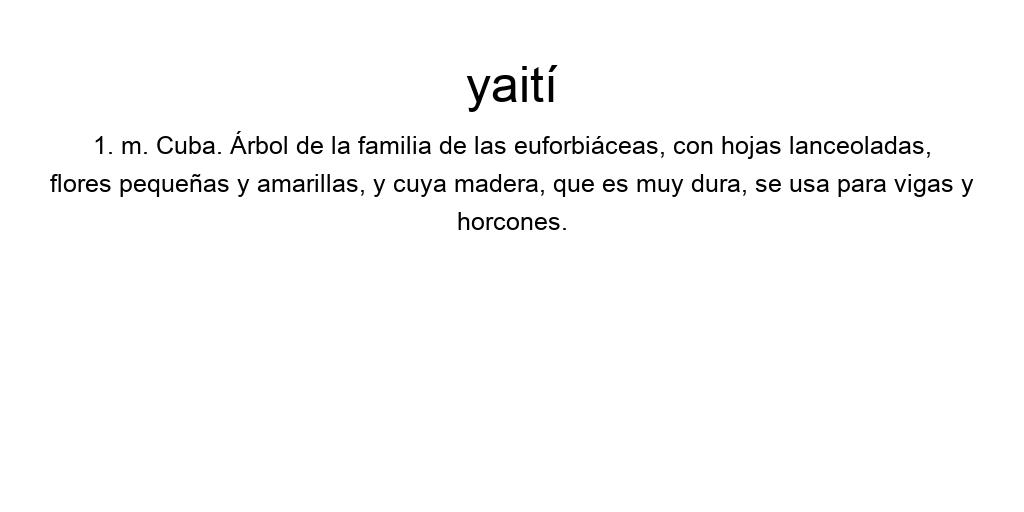 yaití
1. m. Cuba. Árbol de la familia de las euforbiáceas, con hojas lanceoladas,
flores pequeñas y amarillas, y cuya madera, que es muy dura, se usa para vigas y
horcones.